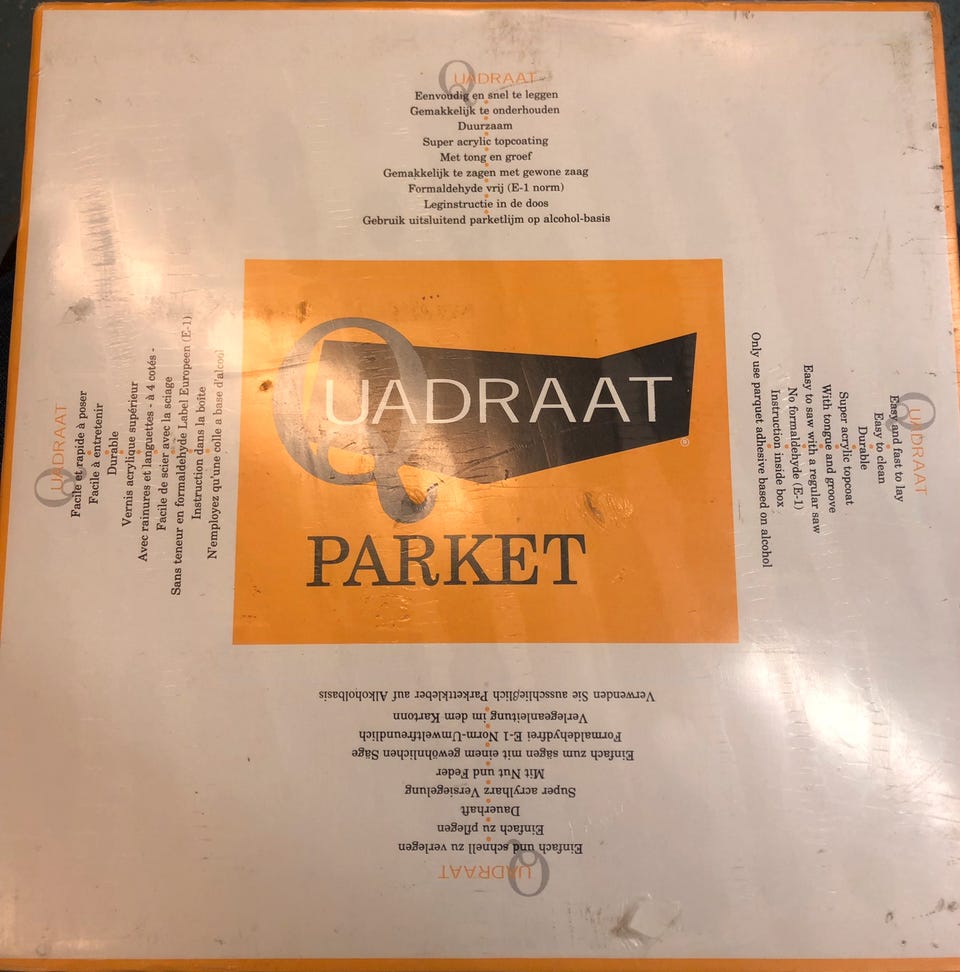 QUADRAAT
Eenvoudig en snel te leggen
Gemakkelijk te onderhouden
Duurzaam
Super acrylic topcoating
Met tong en groef
Gemakkelijk te zagen met gewone zaag
Formaldehyde vrij (E-1 norm)
Leginstructie in de doos
Gebruik uitsluitend parketlijm op alcohol-basis
QUADRAAT
Facile et rapide à poser
Facile à entretenir
Durable
Vernis acrylique supérieur
Avec rainures et languettes - à 4 cotés -
Facile de scier avec la sciage
Sans teneur en formaldehyde Label Europeen (E-1)
Instruction dans la boîte
N'employez qu'une colle a base d'alcool
QUADRAAT
®
PARKET
QUADRAAT
Easy and fast to lay
Easy to clean
Durable
Super acrylic topcoat
With tongue and groove
Easy to saw with a regular saw
No formaldehyde (E-1)
Instruction inside box
Only use parquet adhesive based on alcohol
QUADRAAT
Einfach und schnell zu verlegen
Einfach zu pflegen
Dauerhaft
Super acrylharz Versiegelung
Mit Nut und Feder
Einfach zum sägen mit einem gewöhnlichen Säge
Formaldehydfrei E-1 Norm-Umweltfreundlich
Verlegeanleitung im dem Kartonn
Verwenden Sie ausschließlich Parkettkleber auf Alkoholbasis